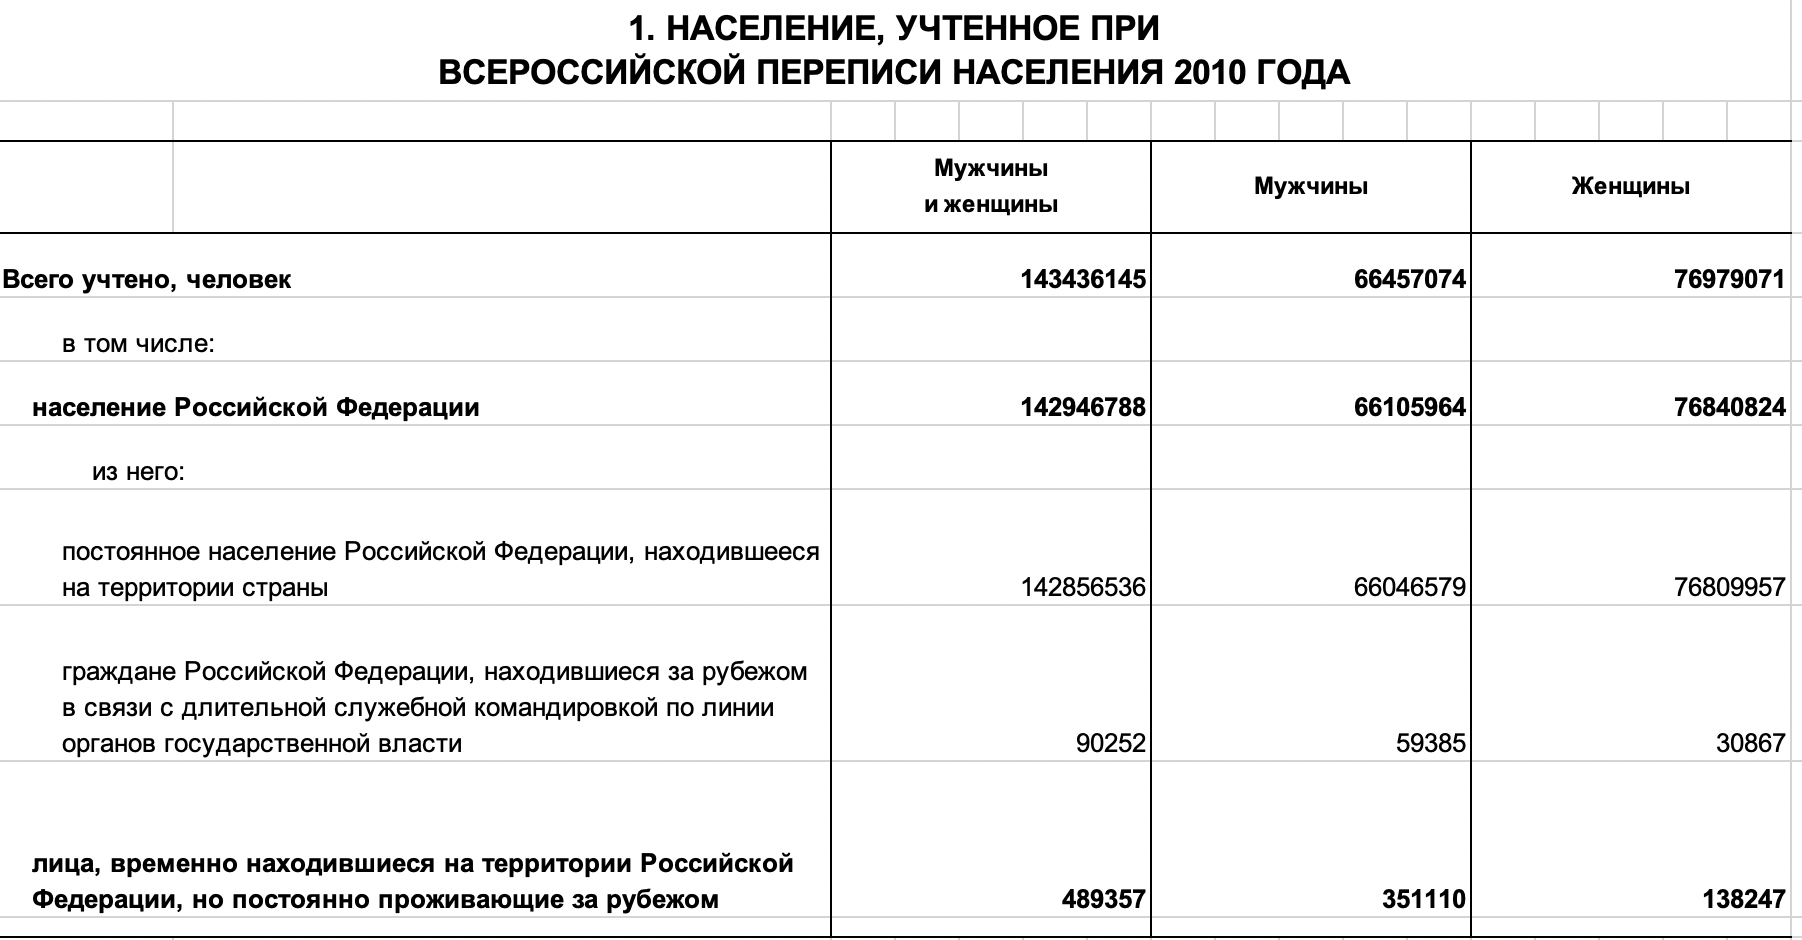 1. НАСЕЛЕНИЕ, УЧТЕННОЕ ПРИ
ВСЕРОССИЙСКОЙ ПЕРЕПИСИ НАСЕЛЕНИЯ 2010 ГОДА
Мужчины
и женщины
Мужчины
Женщины
Всего учтено, человек 143436145 66457074 76979071
в том числе:
население Российской Федерации 142946788 66105964 76840824
из него:
постоянное население Российской Федерации, находившееся
на территории страны 142856536 66046579 76809957
граждане Российской Федерации, находившиеся за рубежом
в связи с длительной служебной командировкой по линии
органов государственной власти 90252 59385 30867
лица, временно находившиеся на территории Российской
Федерации, но постоянно проживающие за рубежом 489357 351110 138247